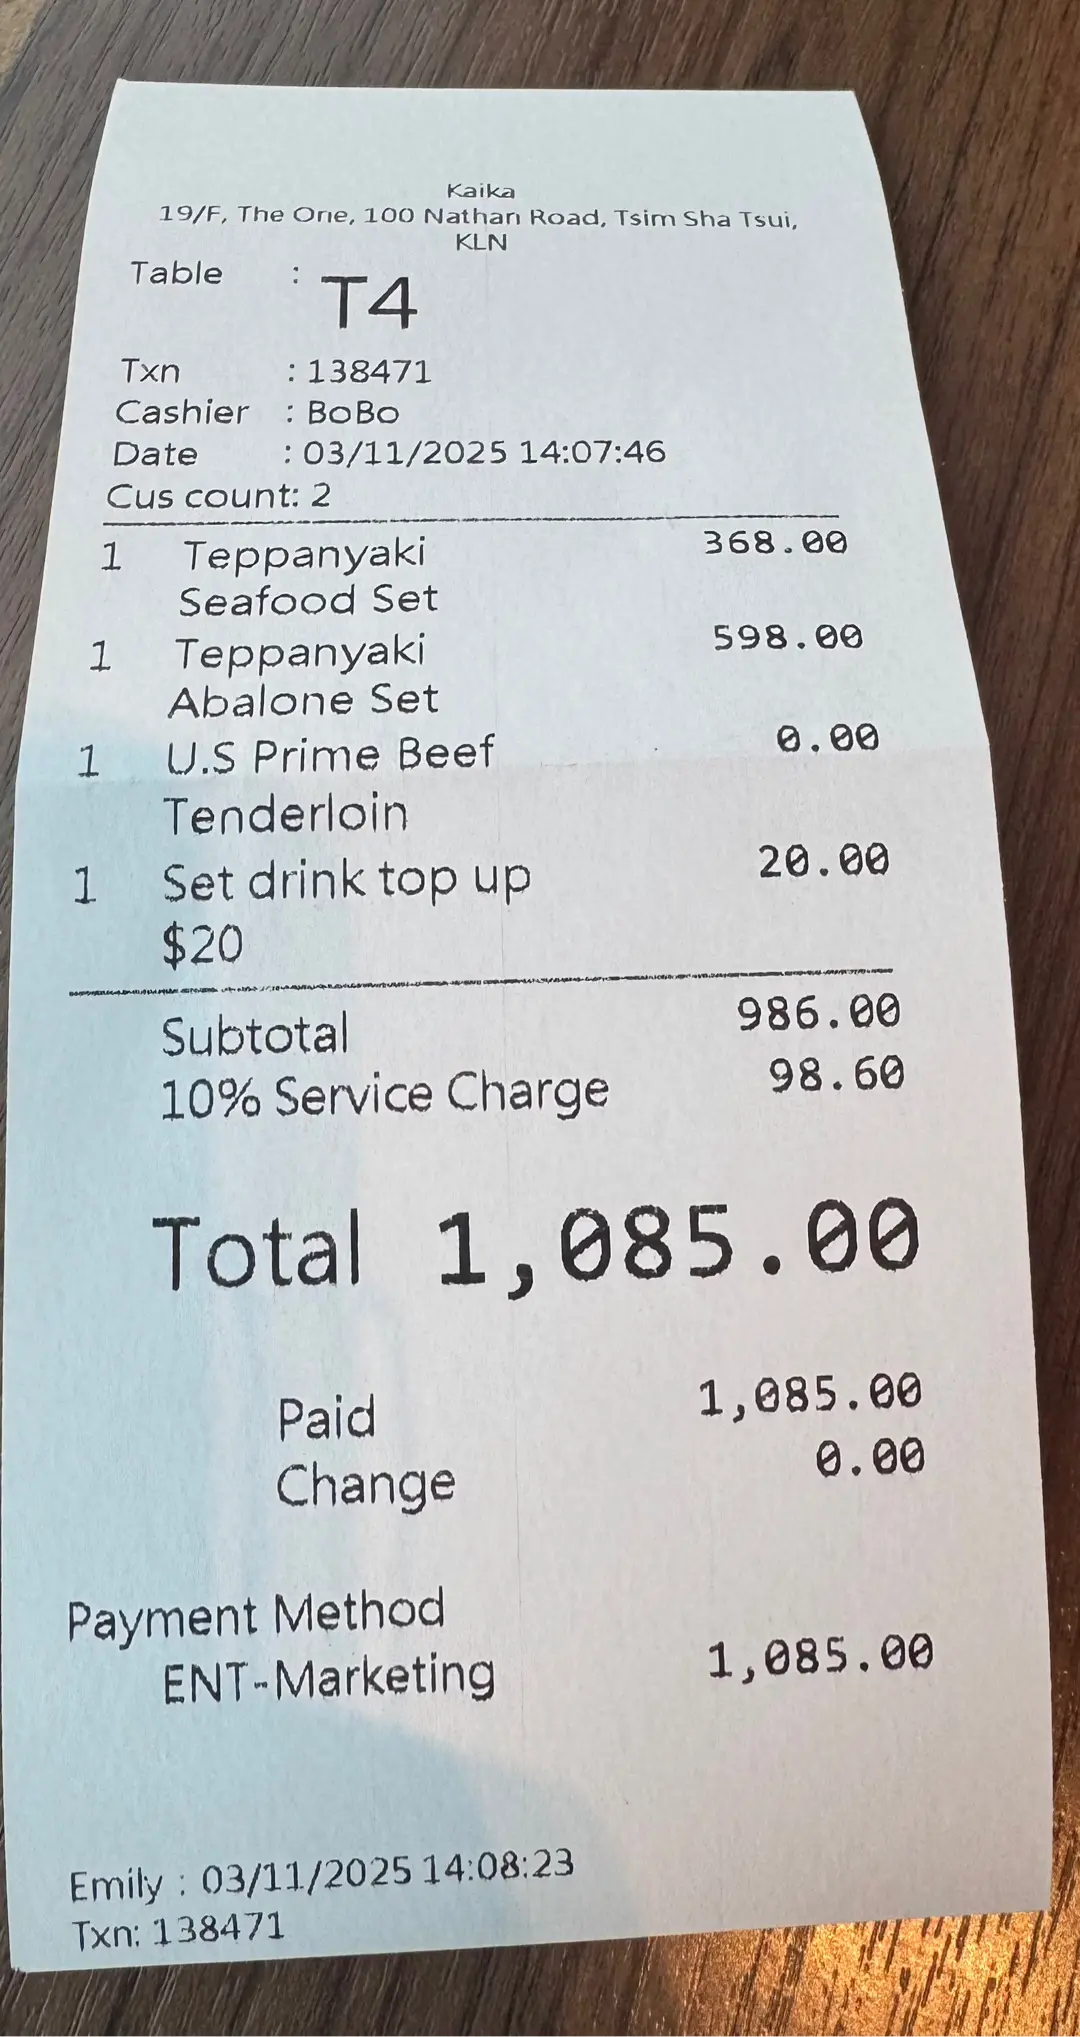 Kaika
19/F, The One, 100 Nathan Road, Tsim Sha Tsui,
KLN
Table : T4
Txn : 138471
Cashier : BoBo
Date : 03/11/2025 14:07:46
Cus count: 2
1 Teppanyaki 368.00
Seafood Set
1 Teppanyaki 598.00
Abalone Set
1 U.S Prime Beef 0.00
Tenderloin
1 Set drink top up 20.00
$20
Subtotal 986.00
10% Service Charge 98.60
Total 1,085.00
Paid 1,085.00
Change 0.00
Payment Method
ENT-Marketing 1,085.00
Emily : 03/11/2025 14:08:23
Txn: 138471